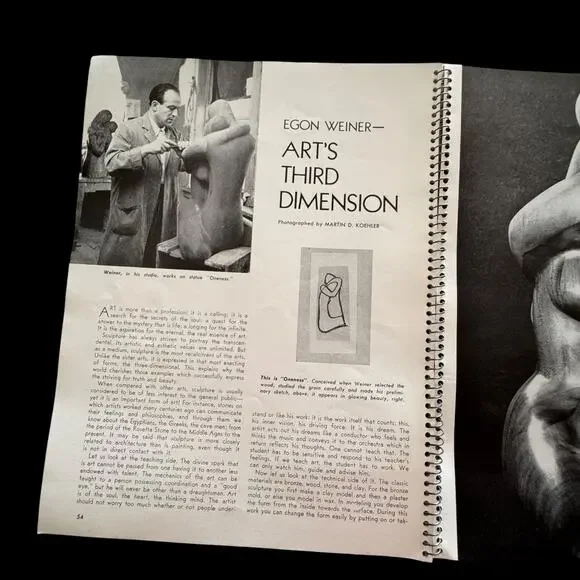 EGON WEINER—
ART'S
THIRD
DIMENSION
Photographed by MARTIN D. KOEHLER
Weiner, in his studio, works on statue "Oneness."
This is "Oneness". Conceived when Weiner selected the
wood, studied the grain carefully and made his prelimi-
nary sketch, above, it appears in glowing beauty, right.
ART is more than a profession; it is a calling; it is a
search for the secrets of the soul; a quest for the
answer to the mystery that is life; a longing for the infinite.
It is the aspiration for the eternal, the real essence of art.
Sculpture has always striven to portray the transcen-
dental. Its artistic and esthetic values are unlimited. But
as a medium, sculpture is the most recalcitrant of the arts.
Unlike the sister arts, it is expressed in that most exacting
of forms, the three-dimensional. This explains why the
world cherishes those examples which successfully express
the striving for truth and beauty.
When compared with other arts, sculpture is usually
considered to be of less interest to the general public—
yet it is an important form of art! For instance, stones on
which artists worked many centuries ago can communicate
their feelings and philosophies, and through them we
know about the Egyptians, the Greeks, the cave men; from
the period of the Rosetta Stone to the Middle Ages to the
present. It may be said that sculpture is more closely
related to architecture than is painting, even though it
is not in direct contact with it.
Let us look at the teaching side. The divine spark that
is art cannot be passed from one having it to another less
endowed with talent. The mechanics of the art can be
taught to a person possessing coordination and a "good
eye," but he will never be other than a draughtsman. Art
is of the soul, the heart, the thinking mind. The artist
should not worry too much whether or not people under-
stand or like his work; it is the work itself that counts; this,
his inner vision, his driving force. It is his dream. The
artist acts out his dreams like a conductor who feels and
thinks the music and conveys it to the orchestra which in
return reflects his thoughts. One cannot teach that. The
student has to be sensitive and respond to his teacher's
feelings. If we teach art, the student has to work. We
can only watch him, guide and advise him.
Now let us look at the technical side of it. The classic
materials are bronze, wood, stone, and clay. For the bronze
sculpture you first make a clay model and then a plaster
mold, or else you model in wax. In modeling you develop
the form from the inside towards the surface. During this
work you can change the form easily by putting on or tak-
54